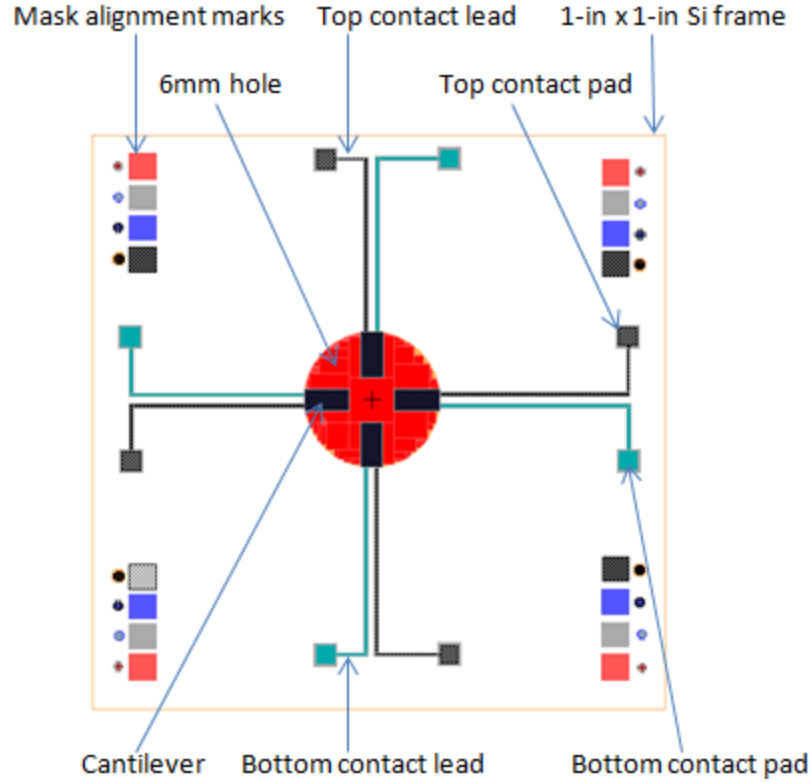 Mask alignment marks
Top contact lead
1-in x 1-in Si frame
6mm hole
Top contact pad
Cantilever
Bottom contact lead
Bottom contact pad